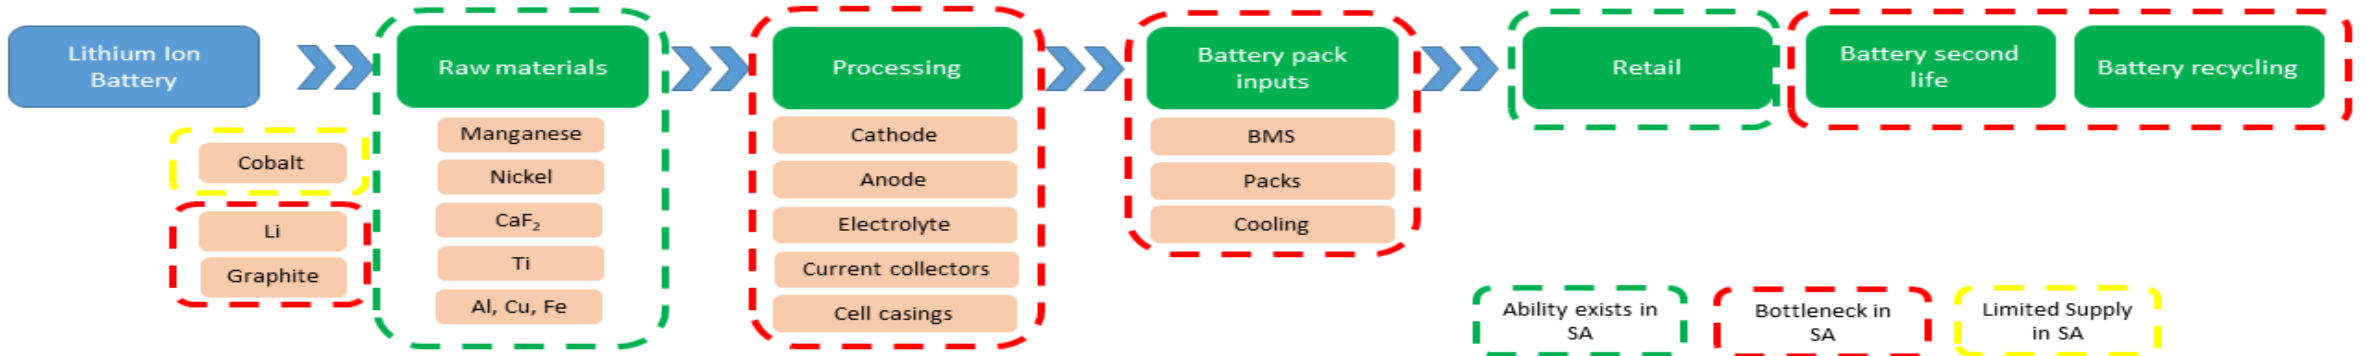 Lithium Ion
Battery
Cobalt
Li
Graphite
Raw materials
Manganese
Nickel
CaF₂
Ti
Al, Cu, Fe
Processing
Cathode
Anode
Electrolyte
Current collectors
Cell casings
Battery pack
inputs
BMS
Packs
Cooling
Retail
Battery second
life
Battery recycling
Ability exists in
SA
Bottleneck in
SA
Limited Supply
in SA